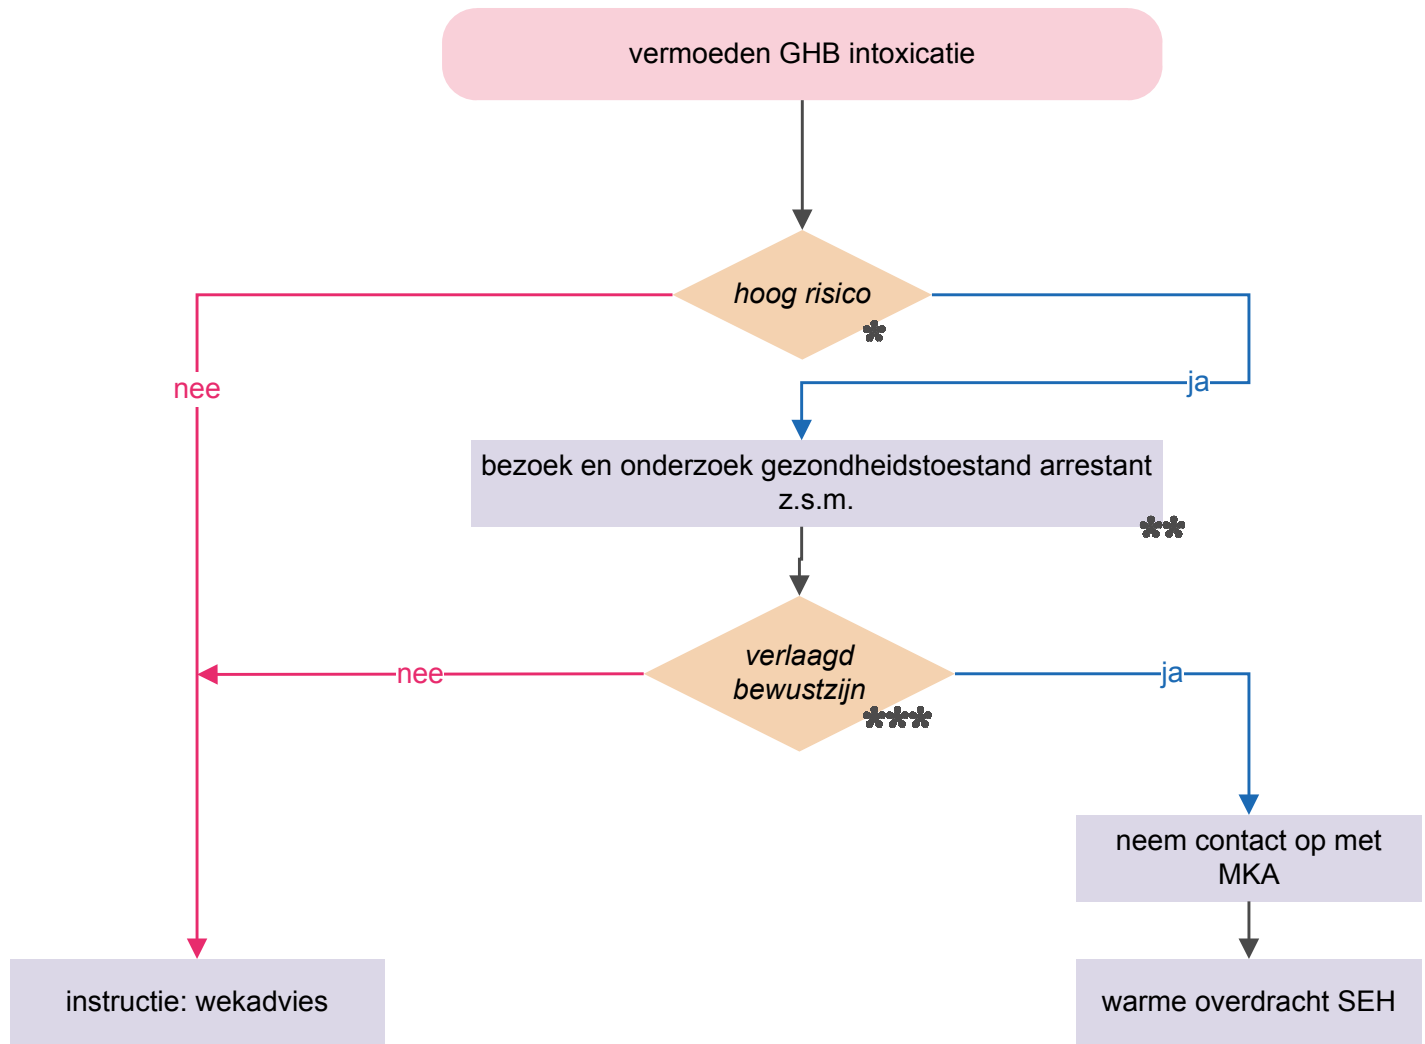 vermoeden GHB intoxicatie
hoog risico
*
nee
ja
bezoek en onderzoek gezondheidstoestand arrestant
z.s.m.
**
verlaagd
bewustzijn
***
nee
ja
neem contact op met
MKA
instructie: wekadvies
warme overdracht SEH